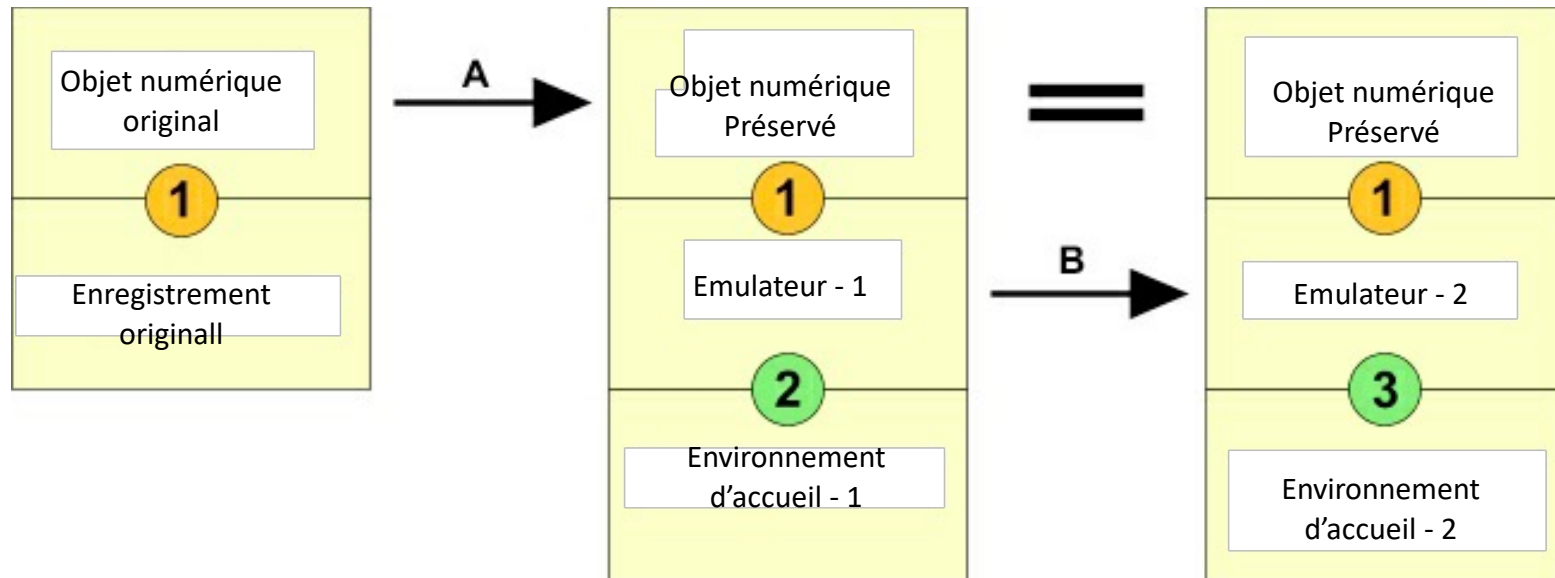 Objet numérique
original
1
Enregistrement
originall
A
Objet numérique
Préservé
1
Emulateur - 1
2
Environnement
d’accueil - 1
B
Objet numérique
Préservé
1
Emulateur - 2
3
Environnement
d’accueil - 2